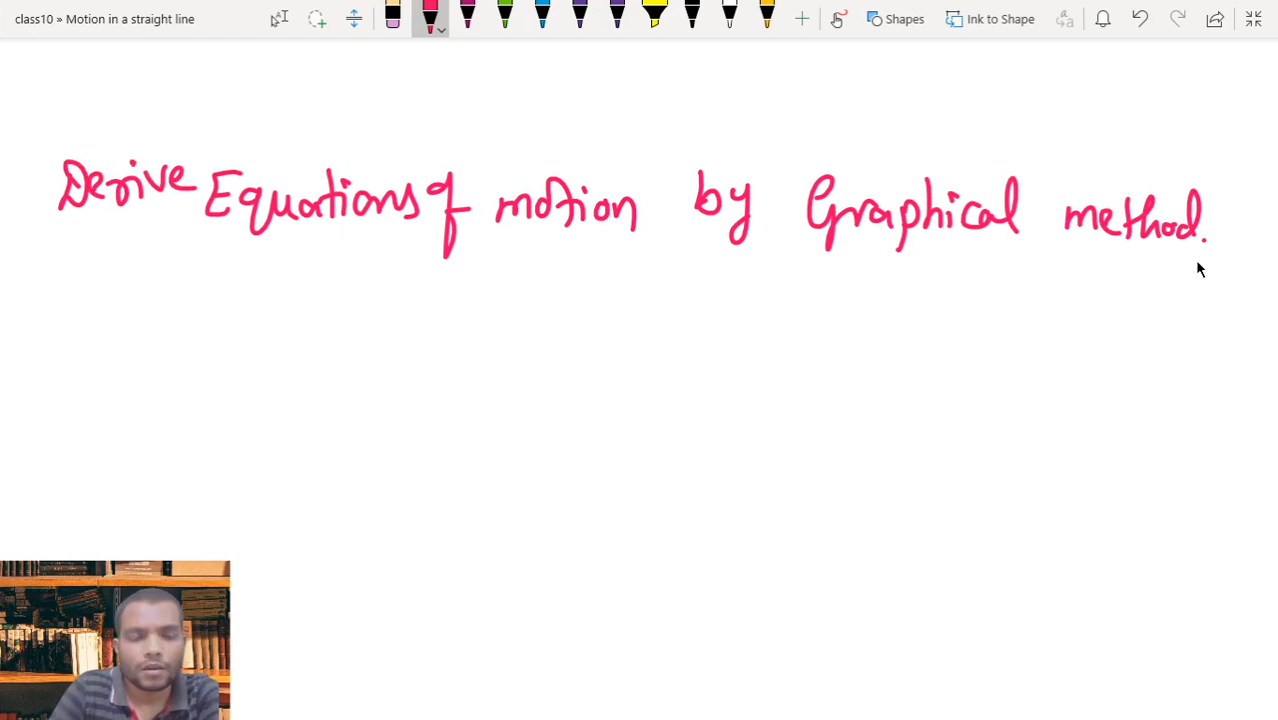 class10 » Motion in a straight line
Shapes
Ink to Shape
Derive Equations of motion by Graphical method.